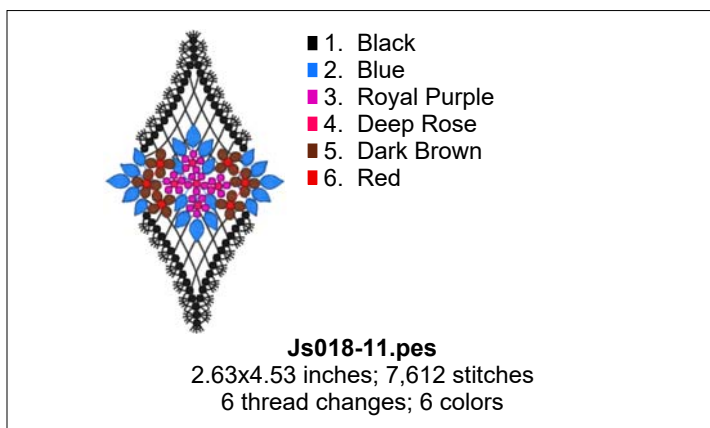 1. Black
2. Blue
3. Royal Purple
4. Deep Rose
5. Dark Brown
6. Red
Js018-11.pes
2.63x4.53 inches; 7,612 stitches
6 thread changes; 6 colors